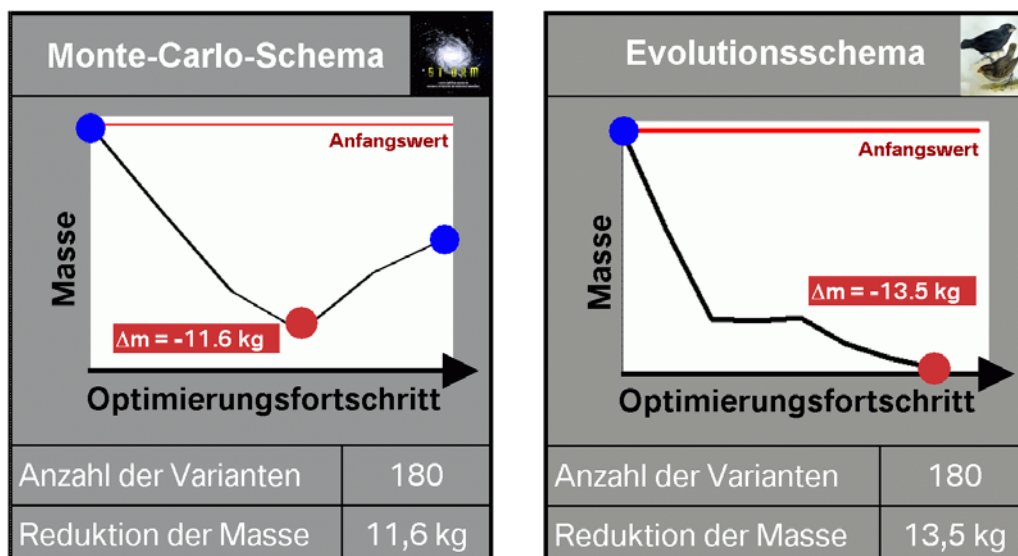 Monte-Carlo-Schema
STORM
Anfangswert
Masse
Δm = -11.6 kg
Optimierungsfortschritt
Anzahl der Varianten 180
Reduktion der Masse 11,6 kg
Evolutionsschema
Anfangswert
Masse
Δm = -13.5 kg
Optimierungsfortschritt
Anzahl der Varianten 180
Reduktion der Masse 13,5 kg